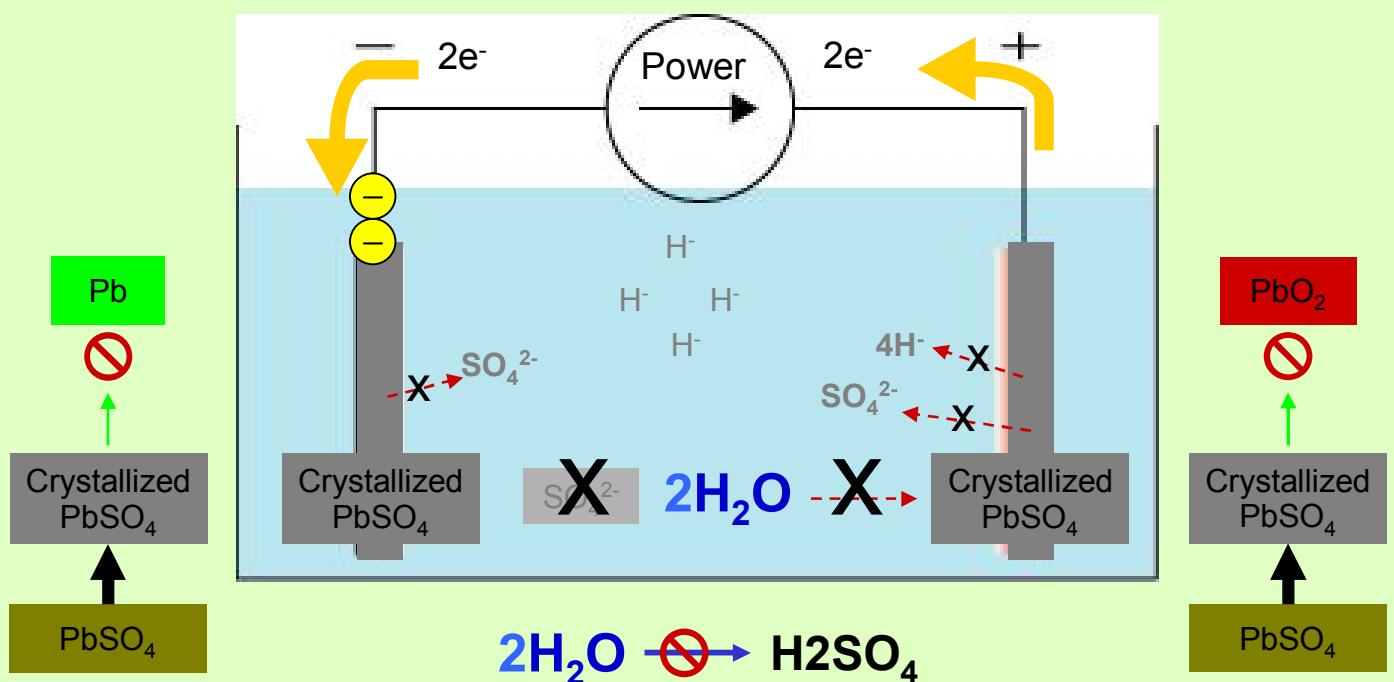 − 2e⁻ Power 2e⁻ +
−
−
H⁻
H⁻ H⁻
H⁻
Pb
PbO₂
SO₄²⁻
4H⁻
X
X
SO₄²⁻
X
Crystallized
PbSO₄
Crystallized
PbSO₄
X
2H₂O
X
Crystallized
PbSO₄
Crystallized
PbSO₄
PbSO₄
PbSO₄
2H₂O H2SO₄